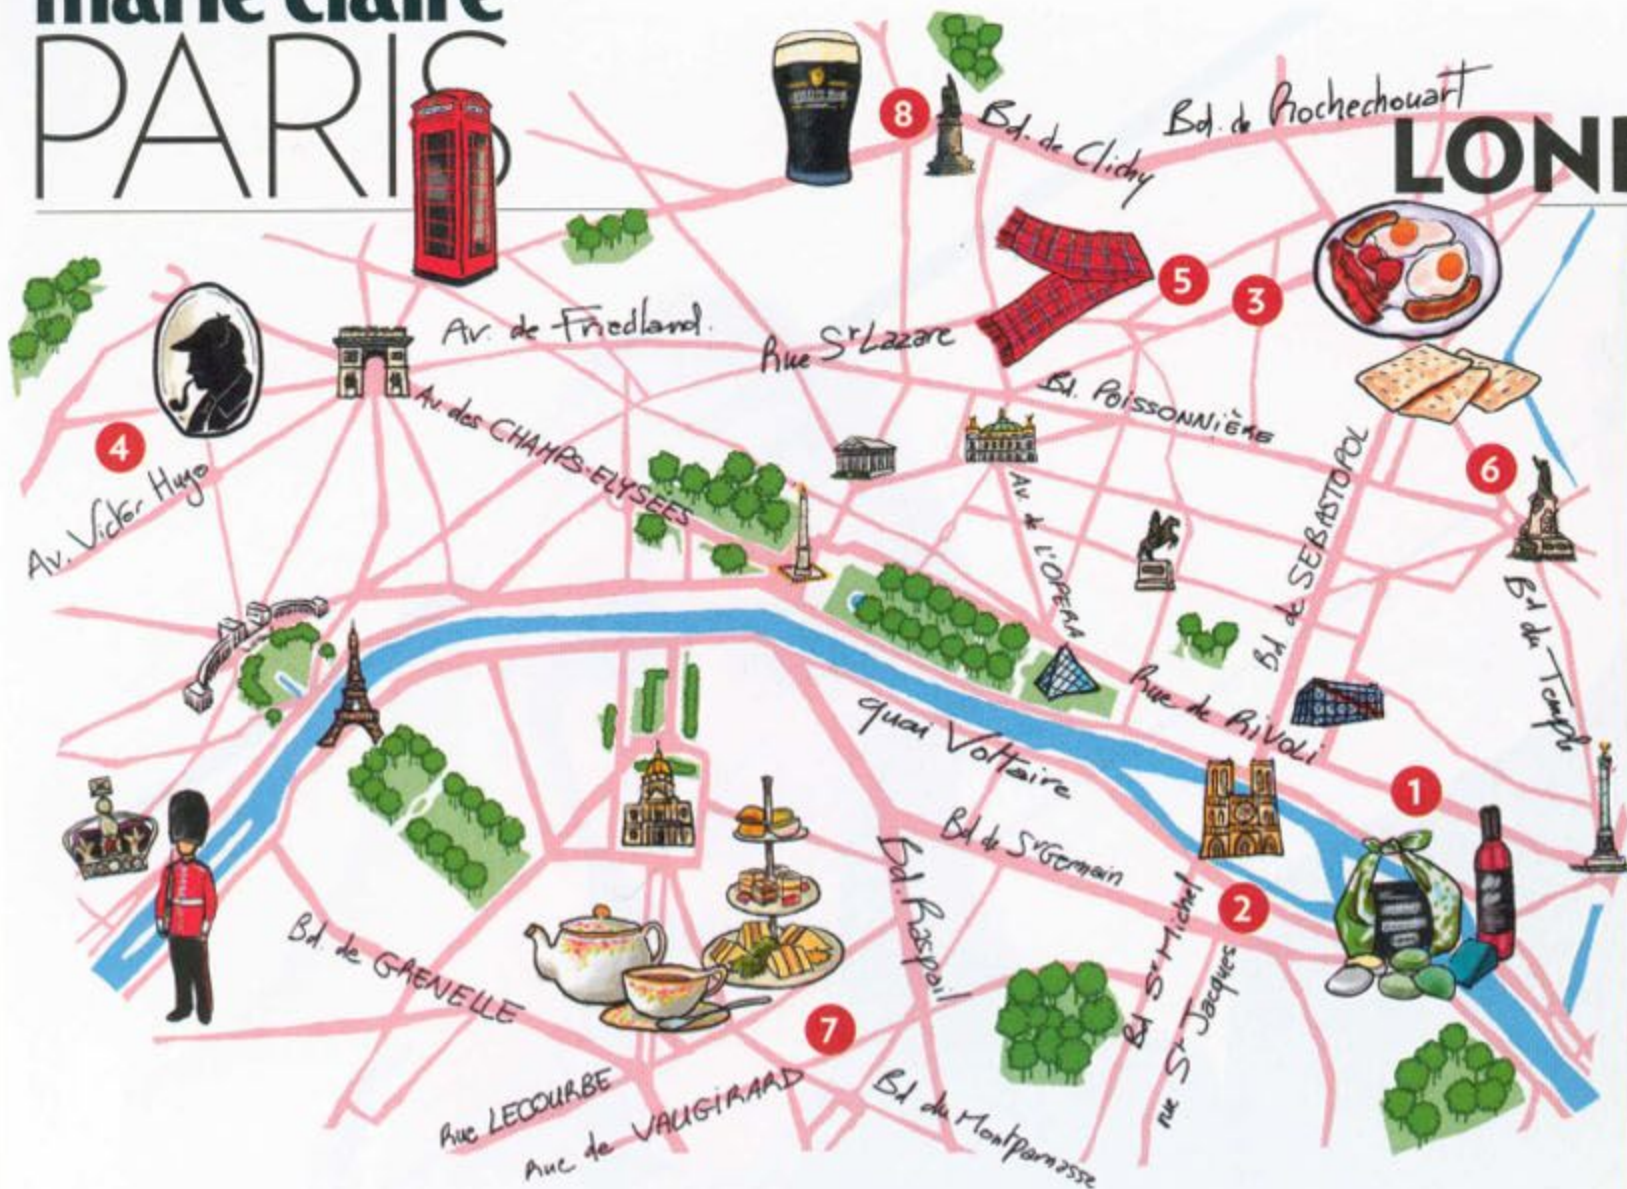 marie claire
PARIS
LON
8
Bd. de Clichy
Bd. de Rochechouart
5
3
Av. de Friedland.
Rue St Lazare
4
Av. des CHAMPS-ELYSÉES
Bd. POISSONNIÈRE
6
Av. Victor Hugo
Av. de L'OPERA
Bd de SEBASTOPOL
Bd du Temple
Rue de Rivoli
quai Voltaire
1
Bd de St Germain
Bd. Raspail
2
Bd St Michel
rue St Jacques
Bd. de GRENELLE
7
Rue LECOURBE
Rue de VAUGIRARD
Bd du Montparnasse